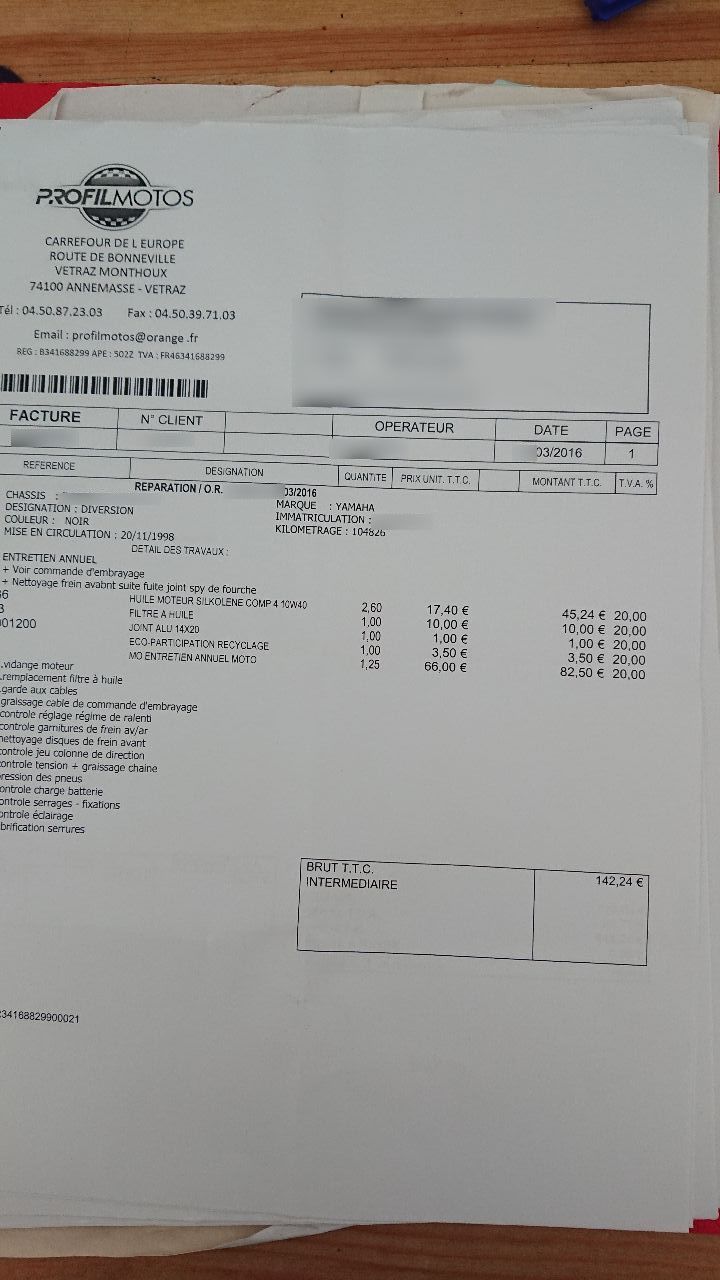 PROFILMOTOS
CARREFOUR DE L EUROPE
ROUTE DE BONNEVILLE
VETRAZ MONTHOUX
74100 ANNEMASSE - VETRAZ
Tél : 04.50.87.23.03 Fax : 04.50.39.71.03
Email : profilmotos@orange .fr
REG : B341688299 APE : 502Z TVA : FR46341688299
FACTURE N° CLIENT OPERATEUR DATE PAGE
03/2016 1
REFERENCE DESIGNATION QUANTITE PRIX UNIT. T.T.C. MONTANT T.T.C. T.V.A. %
REPARATION / O.R. 03/2016
CHASSIS : MARQUE : YAMAHA
DESIGNATION : DIVERSION IMMATRICULATION :
COULEUR : NOIR KILOMETRAGE : 104826
MISE EN CIRCULATION : 20/11/1998
DETAIL DES TRAVAUX :
ENTRETIEN ANNUEL
+ Voir commande d'embrayage
+ Nettoyage frein avabnt suite fuite joint spy de fourche
66 HUILE MOTEUR SILKOLENE COMP 4 10W40 2,60 17,40 € 45,24 € 20,00
3 FILTRE A HUILE 1,00 10,00 € 10,00 € 20,00
001200 JOINT ALU 14X20 1,00 1,00 € 1,00 € 20,00
ECO-PARTICIPATION RECYCLAGE 1,00 3,50 € 3,50 € 20,00
MO ENTRETIEN ANNUEL MOTO 1,25 66,00 € 82,50 € 20,00
.vidange moteur
.remplacement filtre à huile
.garde aux cables
graissage cable de commande d'embrayage
controle réglage régime de ralenti
controle garnitures de frein av/ar
nettoyage disques de frein avant
controle jeu colonne de direction
controle tension + graissage chaine
ression des pneus
ontrole charge batterie
ontrole serrages - fixations
ontrôle éclairage
brification serrures
BRUT T.T.C. 142,24 €
INTERMEDIAIRE
34168829900021